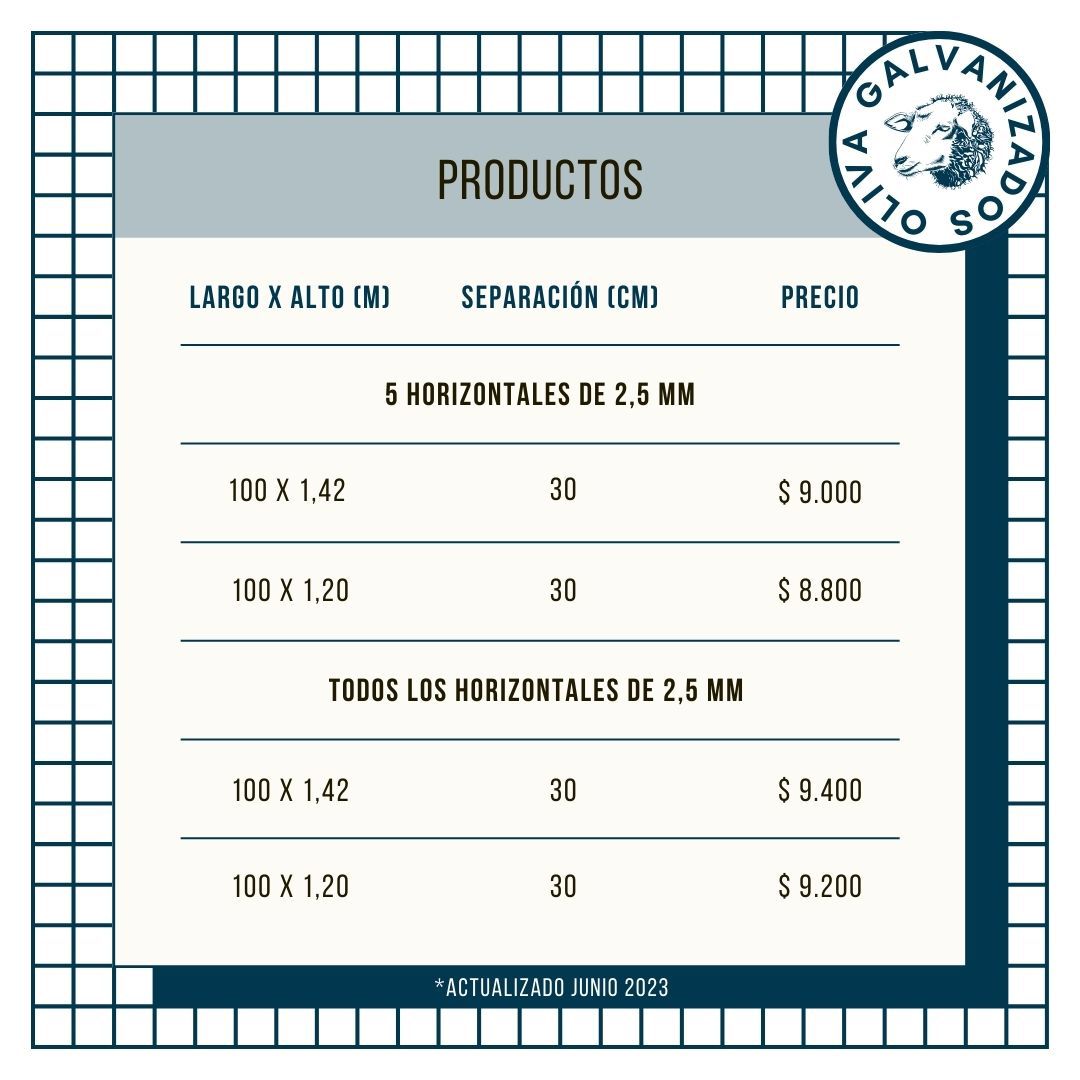 GALVANIZADOS OLIVA
PRODUCTOS
LARGO X ALTO (M) SEPARACIÓN (CM) PRECIO
5 HORIZONTALES DE 2,5 MM
100 X 1,42 30 $ 9.000
100 X 1,20 30 $ 8.800
TODOS LOS HORIZONTALES DE 2,5 MM
100 X 1,42 30 $ 9.400
100 X 1,20 30 $ 9.200
*ACTUALIZADO JUNIO 2023